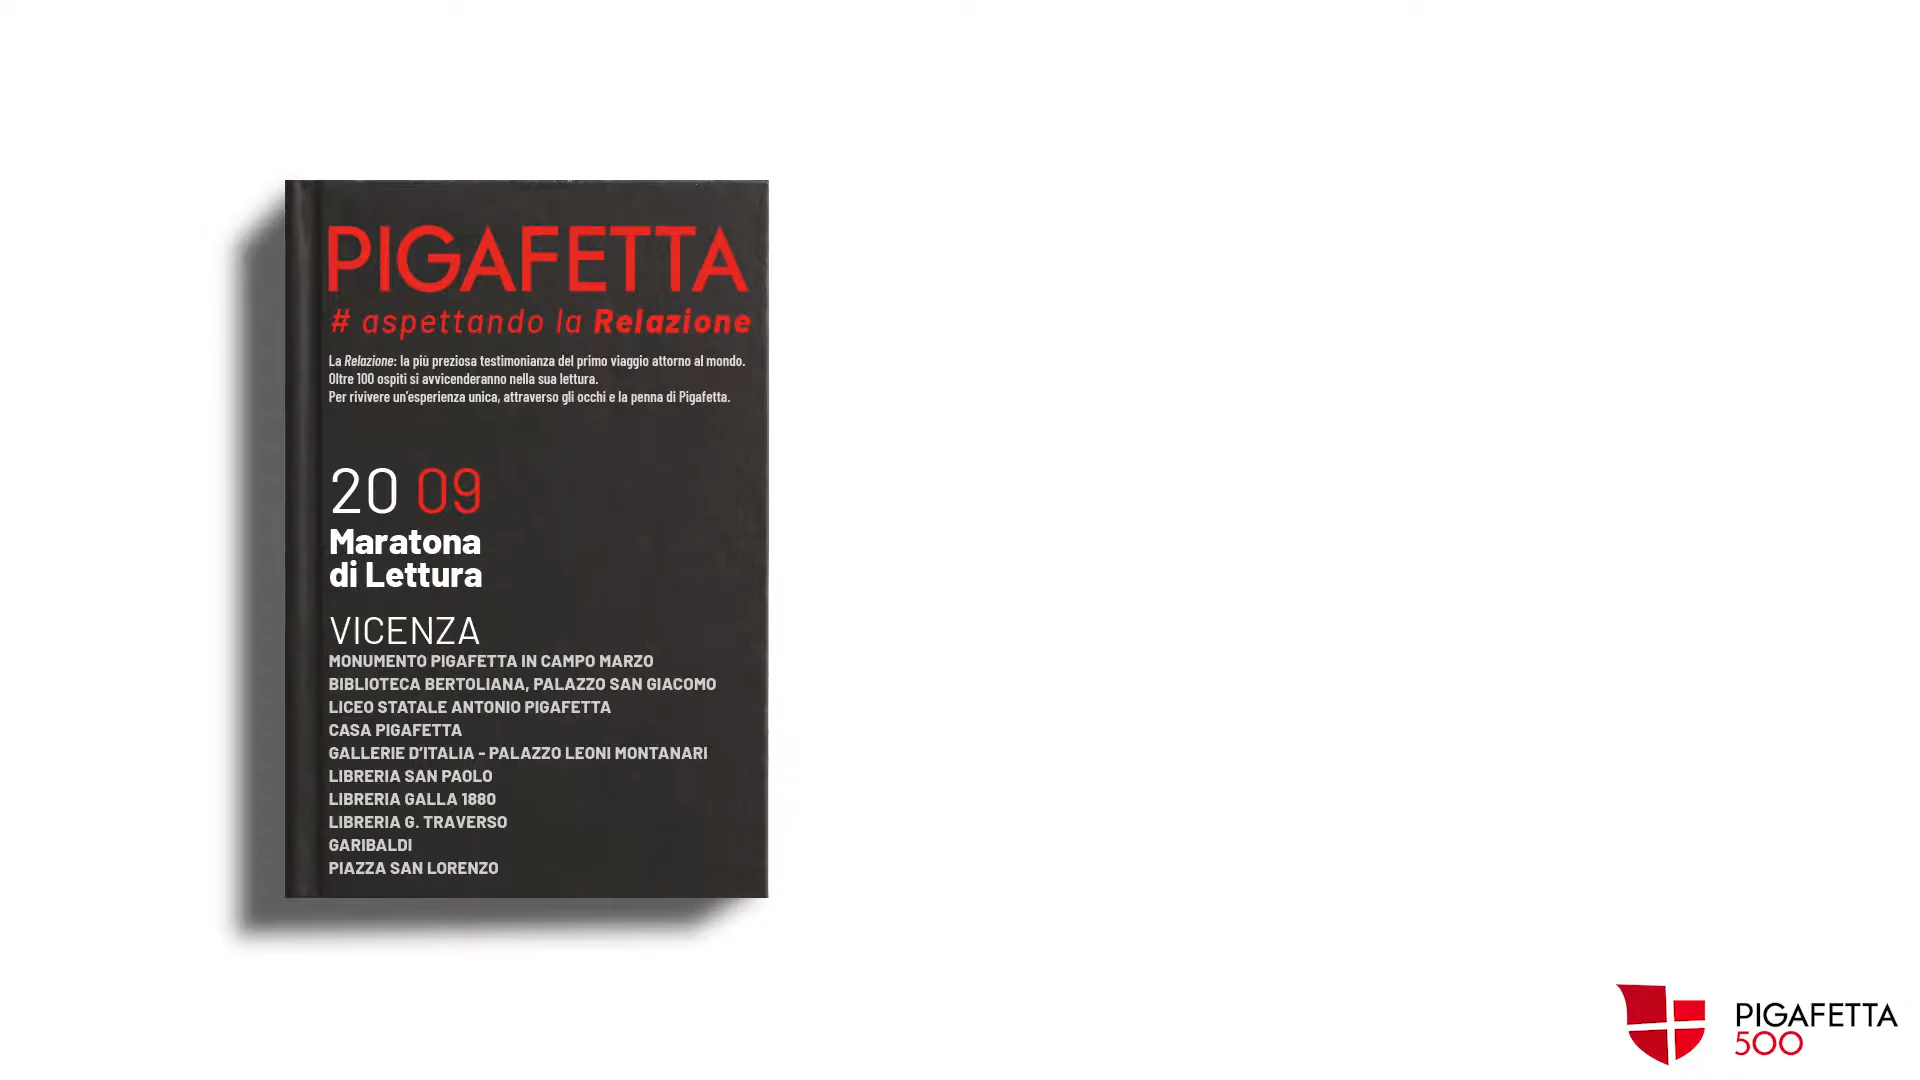 PIGAFETTA
# aspettando la Relazione
La Relazione: la più preziosa testimonianza del primo viaggio attorno al mondo.
Oltre 100 ospiti si avvicenderanno nella sua lettura.
Per rivivere un'esperienza unica, attraverso gli occhi e la penna di Pigafetta.
20 09
Maratona
di Lettura
VICENZA
MONUMENTO PIGAFETTA IN CAMPO MARZO
BIBLIOTECA BERTOLIANA, PALAZZO SAN GIACOMO
LICEO STATALE ANTONIO PIGAFETTA
CASA PIGAFETTA
GALLERIE D'ITALIA - PALAZZO LEONI MONTANARI
LIBRERIA SAN PAOLO
LIBRERIA GALLA 1880
LIBRERIA G. TRAVERSO
GARIBALDI
PIAZZA SAN LORENZO
PIGAFETTA
500